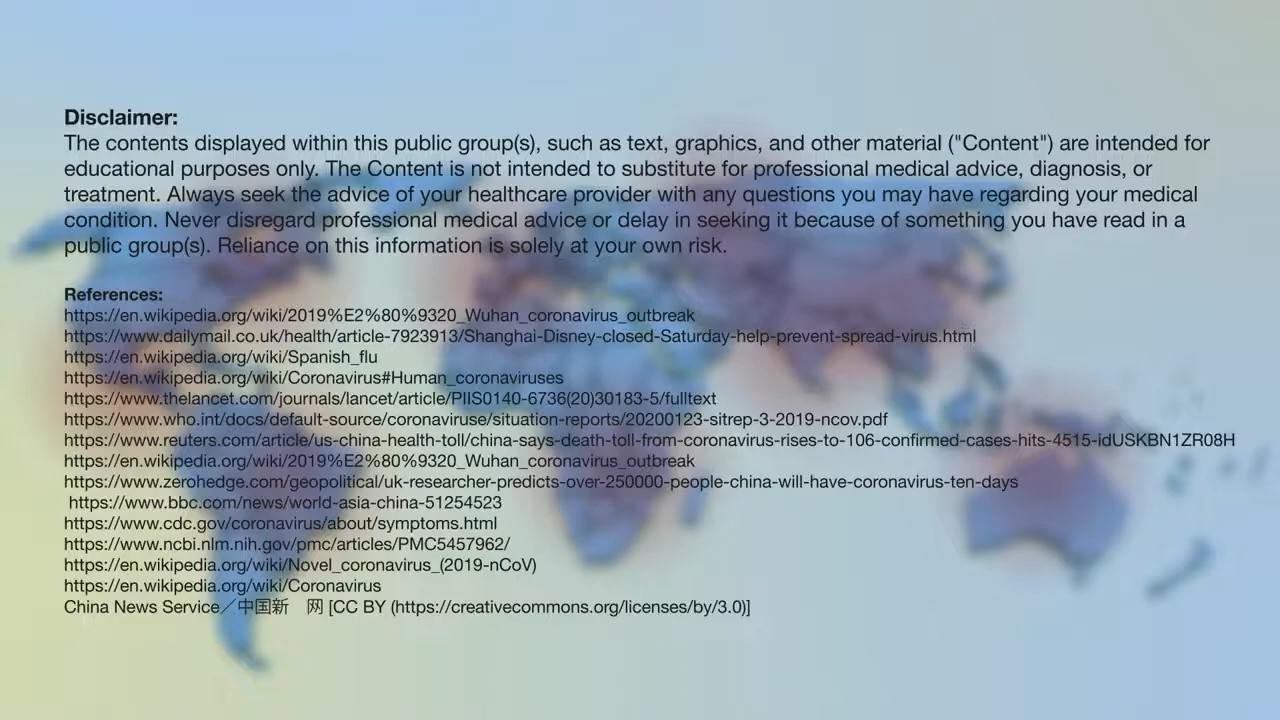 Disclaimer:
The contents displayed within this public group(s), such as text, graphics, and other material ("Content") are intended for
educational purposes only. The Content is not intended to substitute for professional medical advice, diagnosis, or
treatment. Always seek the advice of your healthcare provider with any questions you may have regarding your medical
condition. Never disregard professional medical advice or delay in seeking it because of something you have read in a
public group(s). Reliance on this information is solely at your own risk.
References:
https://en.wikipedia.org/wiki/2019%E2%80%9320_Wuhan_coronavirus_outbreak
https://www.dailymail.co.uk/health/article-7923913/Shanghai-Disney-closed-Saturday-help-prevent-spread-virus.html
https://en.wikipedia.org/wiki/Spanish_flu
https://en.wikipedia.org/wiki/Coronavirus#Human_coronaviruses
https://www.thelancet.com/journals/lancet/article/PIIS0140-6736(20)30183-5/fulltext
https://www.who.int/docs/default-source/coronaviruse/situation-reports/20200123-sitrep-3-2019-ncov.pdf
https://www.reuters.com/article/us-china-health-toll/china-says-death-toll-from-coronavirus-rises-to-106-confirmed-cases-hits-4515-idUSKBN1ZR08H
https://en.wikipedia.org/wiki/2019%E2%80%9320_Wuhan_coronavirus_outbreak
https://www.zerohedge.com/geopolitical/uk-researcher-predicts-over-250000-people-china-will-have-coronavirus-ten-days
https://www.bbc.com/news/world-asia-china-51254523
https://www.cdc.gov/coronavirus/about/symptoms.html
https://www.ncbi.nlm.nih.gov/pmc/articles/PMC5457962/
https://en.wikipedia.org/wiki/Novel_coronavirus_(2019-nCoV)
https://en.wikipedia.org/wiki/Coronavirus
China News Service／中国新　网 [CC BY (https://creativecommons.org/licenses/by/3.0)]